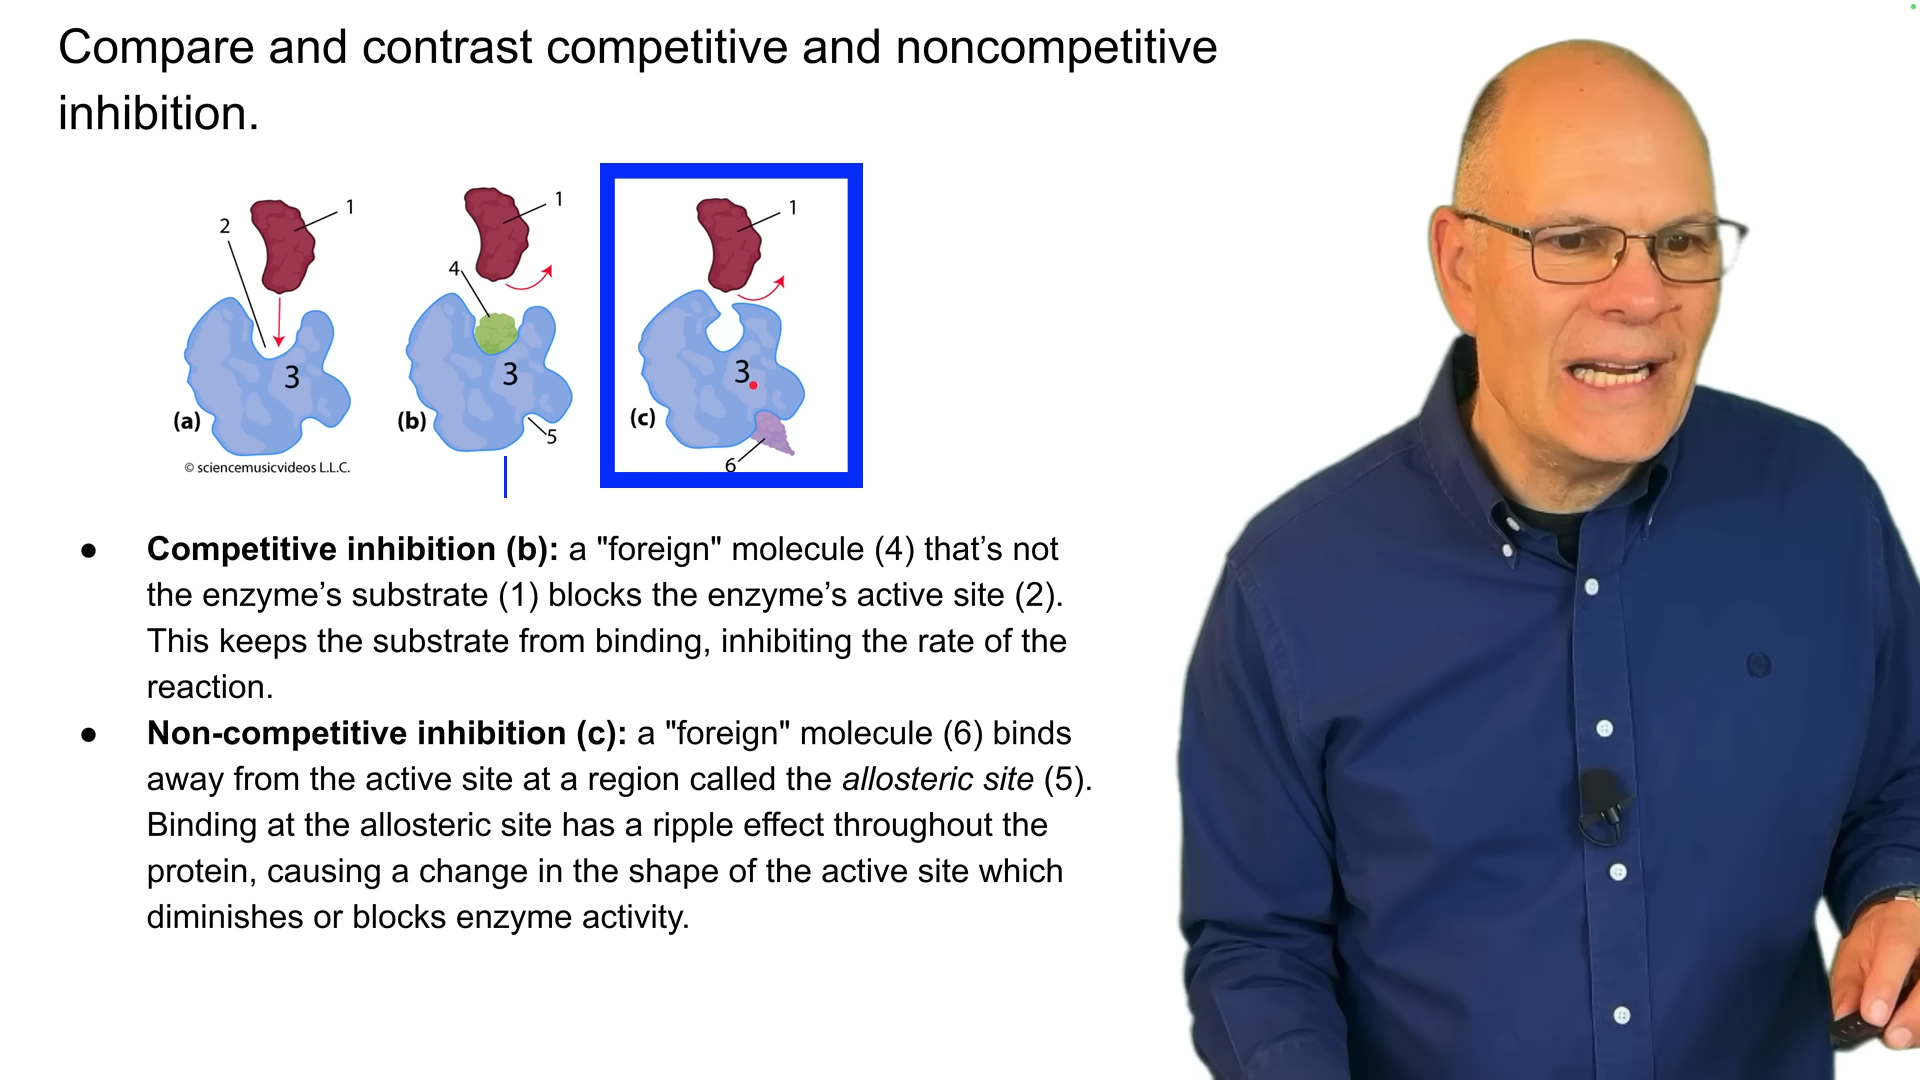 Compare and contrast competitive and noncompetitive
inhibition.
1
2
3
(a)
© sciencemusicvideos L.L.C.
1
4
3
(b)
5
1
3
(c)
6
● Competitive inhibition (b): a "foreign" molecule (4) that’s not
the enzyme’s substrate (1) blocks the enzyme’s active site (2).
This keeps the substrate from binding, inhibiting the rate of the
reaction.
● Non-competitive inhibition (c): a "foreign" molecule (6) binds
away from the active site at a region called the allosteric site (5).
Binding at the allosteric site has a ripple effect throughout the
protein, causing a change in the shape of the active site which
diminishes or blocks enzyme activity.